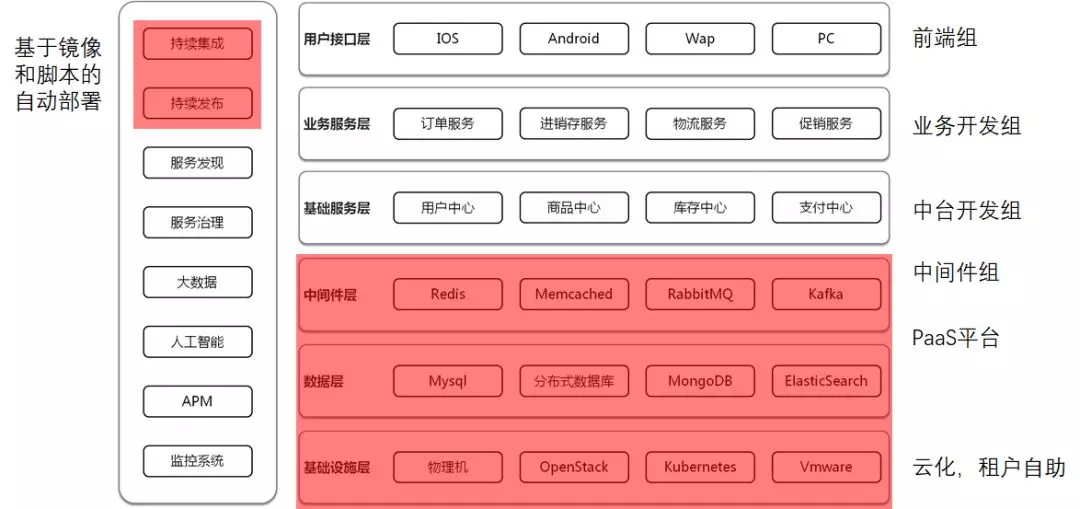 基于镜像
和脚本的
自动部署
持续集成
持续发布
服务发现
服务治理
大数据
人工智能
APM
监控系统
用户接口层 IOS Android Wap PC 前端组
业务服务层 订单服务 进销存服务 物流服务 促销服务 业务开发组
基础服务层 用户中心 商品中心 库存中心 支付中心 中台开发组
中间件层 Redis Memcached RabbitMQ Kafka 中间件组
PaaS平台
数据层 Mysql 分布式数据库 MongoDB ElasticSearch
基础设施层 物理机 OpenStack Kubernetes Vmware 云化，租户自助